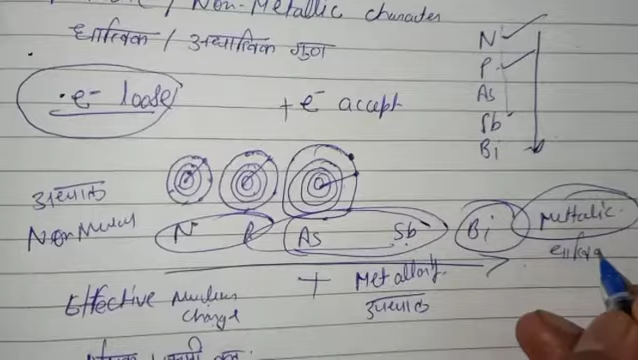 / Non-Metallic character
धात्विक / अधात्विक गुण
N
P
As
Sb
Bi
• e⁻ loose
+ e⁻ accept
अधातु
Non Metal
N P As Sb Bi Mettalic
Effective Nucleus charge
+ Metalloid
उपधातु